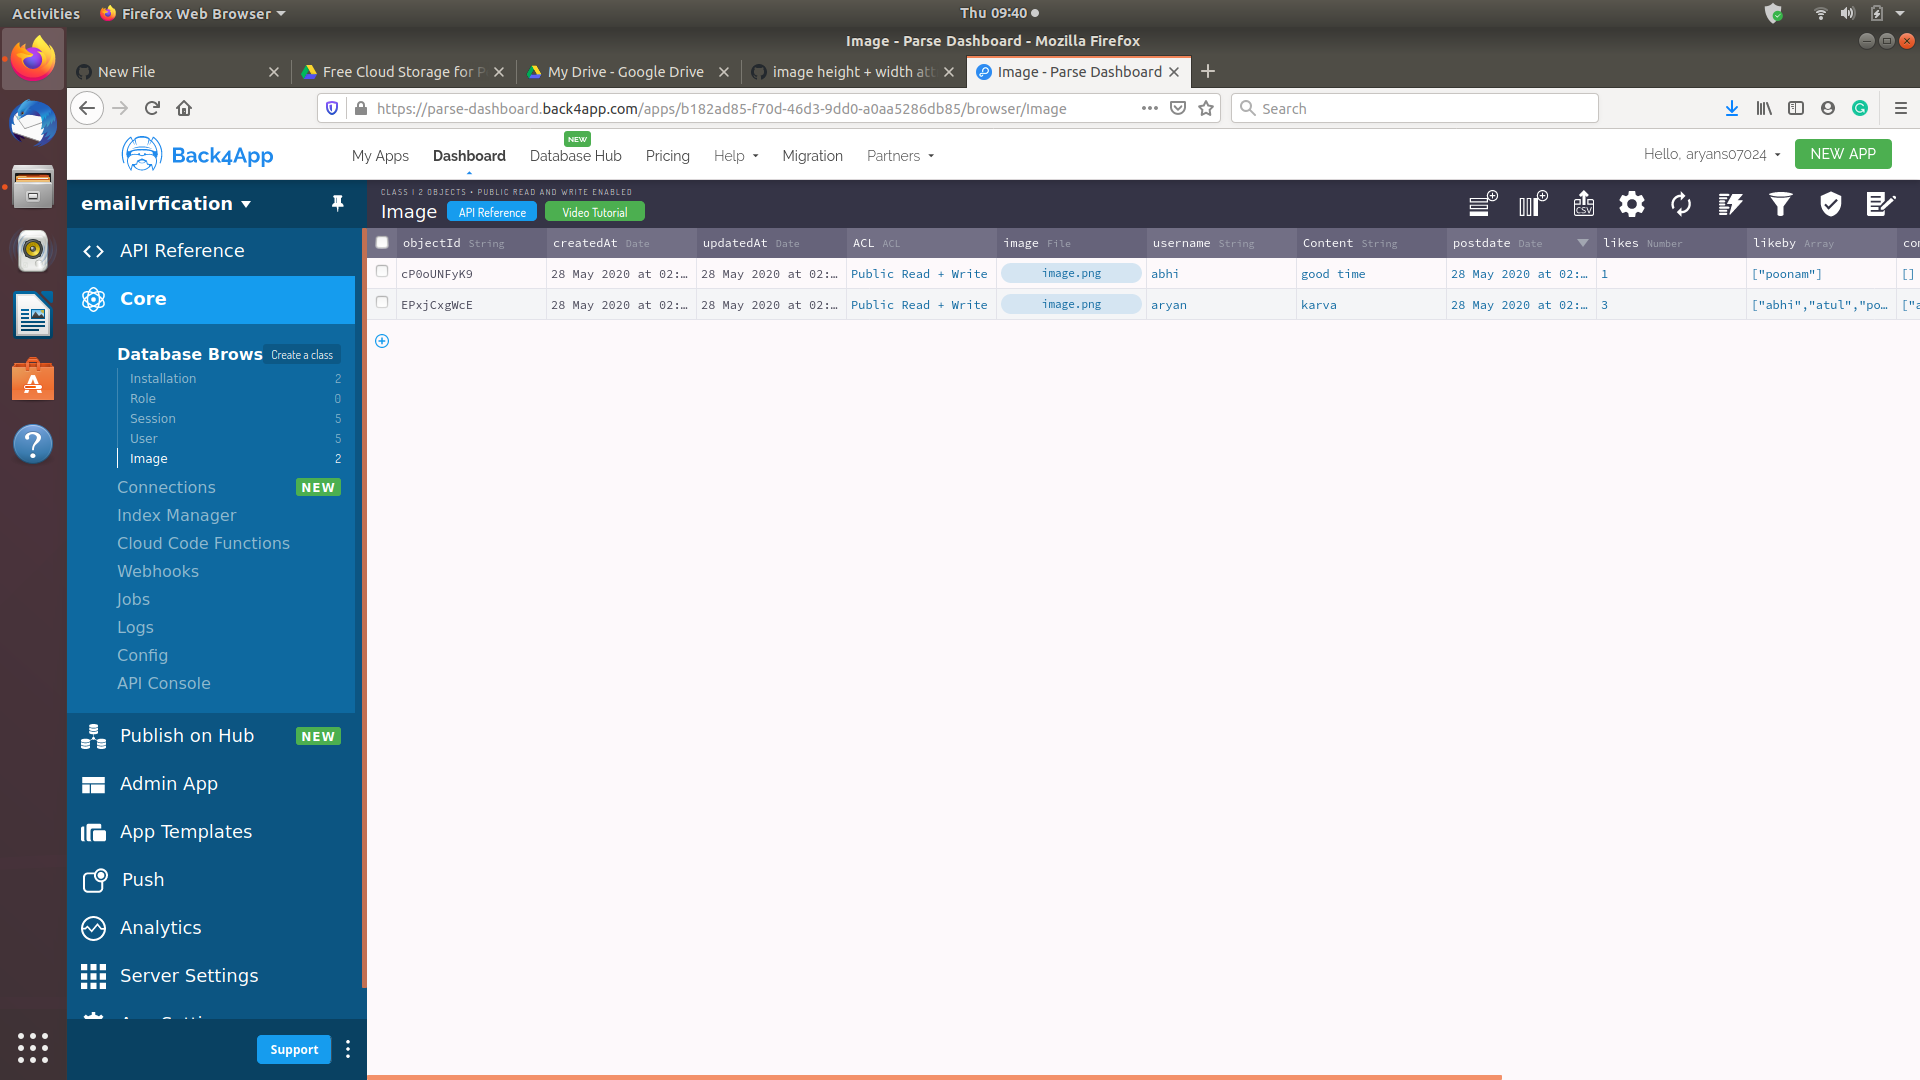 Activities Firefox Web Browser Thu 09:40
Image - Parse Dashboard - Mozilla Firefox
New File Free Cloud Storage for P My Drive - Google Drive image height + width att Image - Parse Dashboard
https://parse-dashboard.back4app.com/apps/b182ad85-f70d-46d3-9dd0-a0aa5286db85/browser/Image Search
Back4App My Apps Dashboard NEW Database Hub Pricing Help Migration Partners Hello, aryans07024 NEW APP
emailvrfication
CLASS | 2 OBJECTS • PUBLIC READ AND WRITE ENABLED
Image API Reference Video Tutorial CSV
objectId String createdAt Date updatedAt Date ACL ACL image File username String Content String postdate Date likes Number likeby Array
cP0oUNFyK9 28 May 2020 at 02:… 28 May 2020 at 02:… Public Read + Write image.png abhi good time 28 May 2020 at 02:… 1 ["poonam"] []
EPxjCxgWcE 28 May 2020 at 02:… 28 May 2020 at 02:… Public Read + Write image.png aryan karva 28 May 2020 at 02:… 3 ["abhi","atul","po…
API Reference
Core
Database Brows Create a class
Installation 2
Role 0
Session 5
User 5
Image 2
Connections NEW
Index Manager
Cloud Code Functions
Webhooks
Jobs
Logs
Config
API Console
Publish on Hub NEW
Admin App
App Templates
Push
Analytics
Server Settings
Support